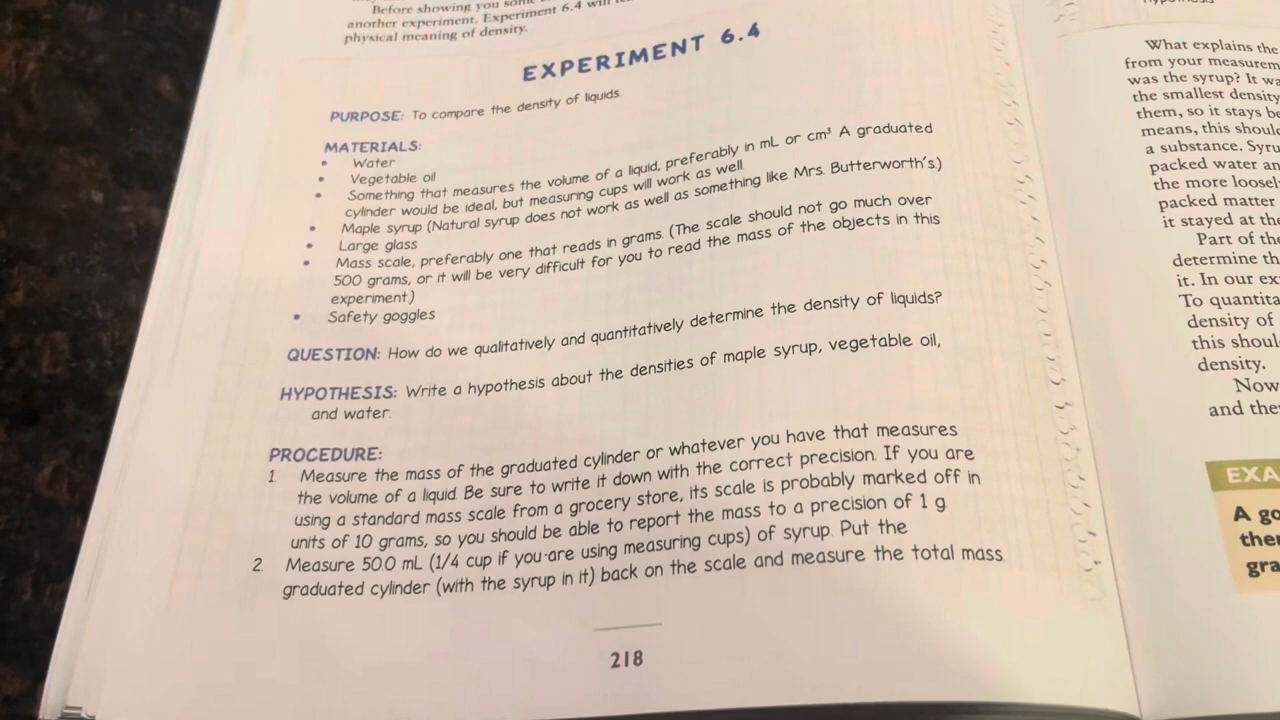 Before showing you some
another experiment. Experiment 6.4 will
physical meaning of density.
EXPERIMENT 6.4
PURPOSE: To compare the density of liquids.
MATERIALS:
• Water
• Vegetable oil
• Something that measures the volume of a liquid, preferably in mL or cm³ A graduated
cylinder would be ideal, but measuring cups will work as well.
• Maple syrup (Natural syrup does not work as well as something like Mrs. Butterworth's.)
• Large glass
• Mass scale, preferably one that reads in grams. (The scale should not go much over
500 grams, or it will be very difficult for you to read the mass of the objects in this
experiment.)
• Safety goggles
QUESTION: How do we qualitatively and quantitatively determine the density of liquids?
HYPOTHESIS: Write a hypothesis about the densities of maple syrup, vegetable oil,
and water.
PROCEDURE:
1. Measure the mass of the graduated cylinder or whatever you have that measures
the volume of a liquid. Be sure to write it down with the correct precision. If you are
using a standard mass scale from a grocery store, its scale is probably marked off in
units of 10 grams, so you should be able to report the mass to a precision of 1 g.
2. Measure 50.0 mL (1/4 cup if you are using measuring cups) of syrup. Put the
graduated cylinder (with the syrup in it) back on the scale and measure the total mass.
218
What explains the
from your measurem
was the syrup? It wa
the smallest density
them, so it stays be
means, this shoul
a substance. Syru
packed water an
the more loosel
packed matter
it stayed at the
Part of the
determine th
it. In our ex
To quantita
density of
this shoul
density.
Now
and the
EXA
A go
ther
gra